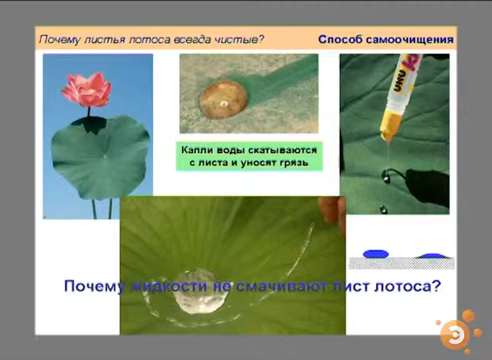 Почему листья лотоса всегда чистые?
Способ самоочищения
UHU
Капли воды скатываются
с листа и уносят грязь
Почему жидкости не смачивают лист лотоса?